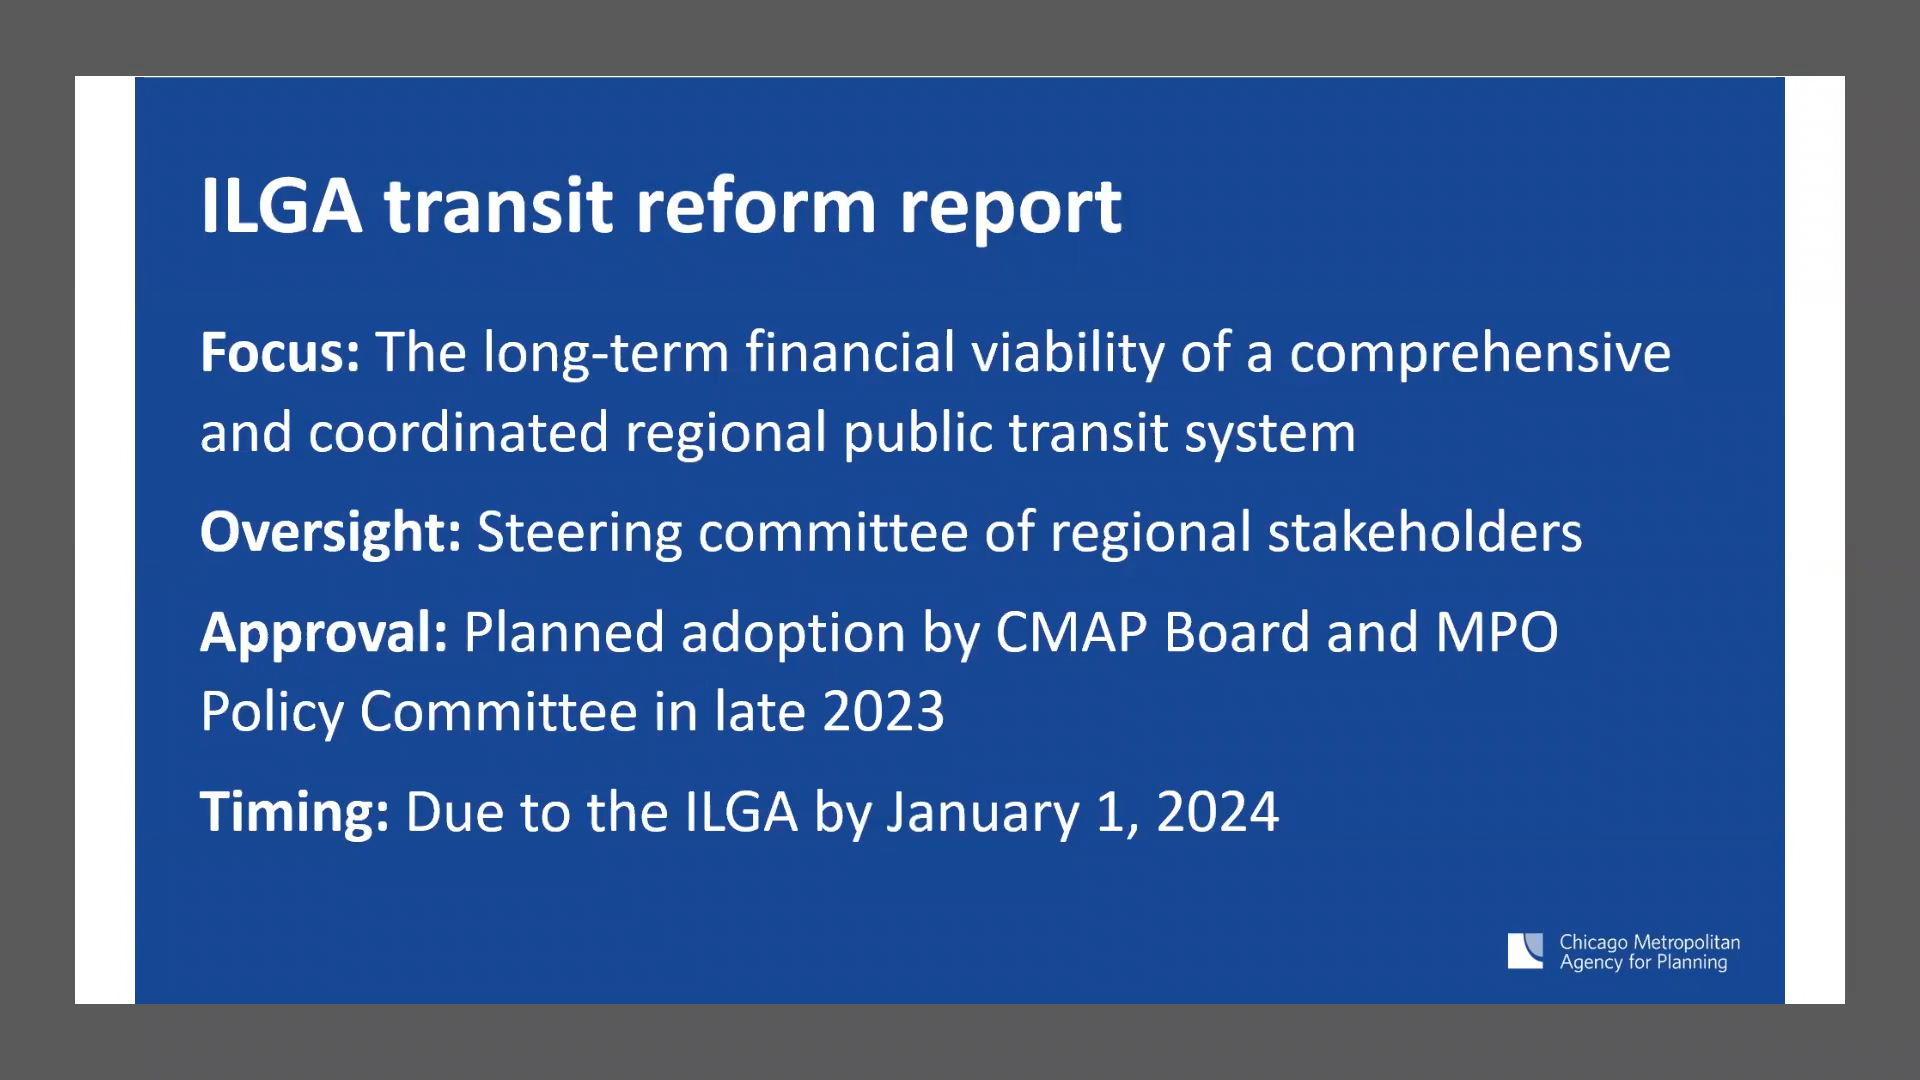 ILGA transit reform report
Focus: The long-term financial viability of a comprehensive
and coordinated regional public transit system
Oversight: Steering committee of regional stakeholders
Approval: Planned adoption by CMAP Board and MPO
Policy Committee in late 2023
Timing: Due to the ILGA by January 1, 2024
Chicago Metropolitan
Agency for Planning